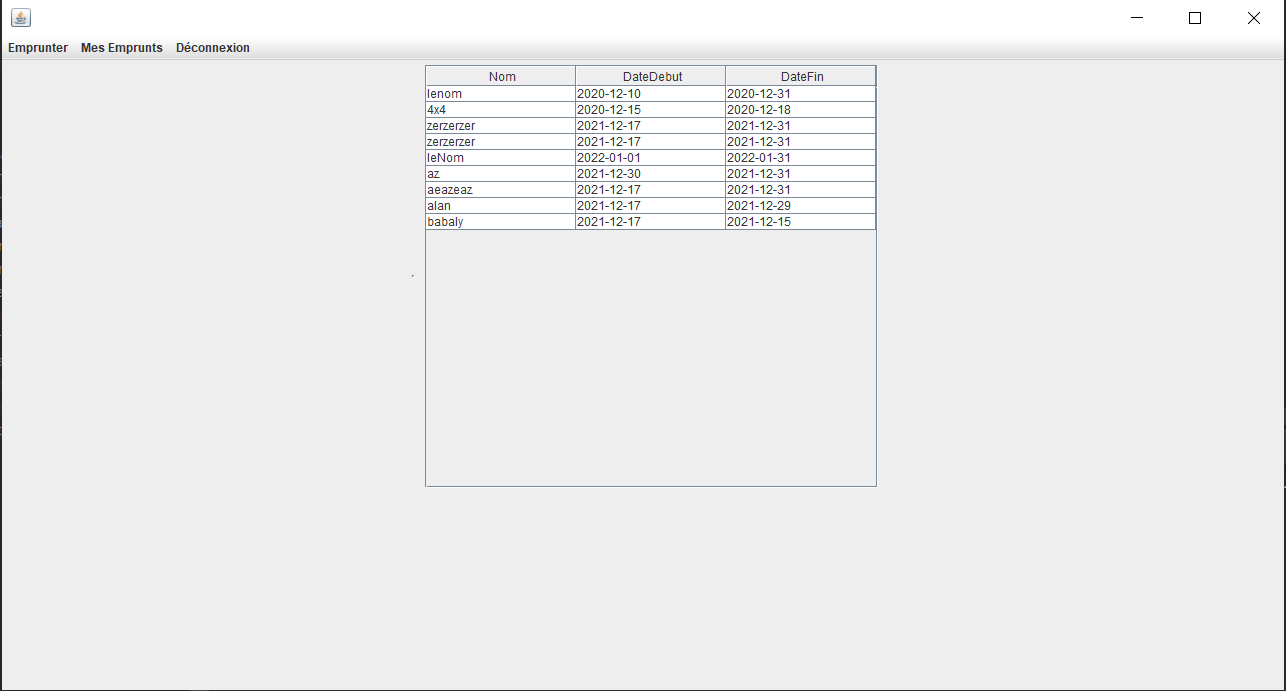 Emprunter Mes Emprunts Déconnexion
Nom DateDebut DateFin
lenom 2020-12-10 2020-12-31
4x4 2020-12-15 2020-12-18
zerzerzer 2021-12-17 2021-12-31
zerzerzer 2021-12-17 2021-12-31
leNom 2022-01-01 2022-01-31
az 2021-12-30 2021-12-31
aeazeaz 2021-12-17 2021-12-31
alan 2021-12-17 2021-12-29
babaly 2021-12-17 2021-12-15